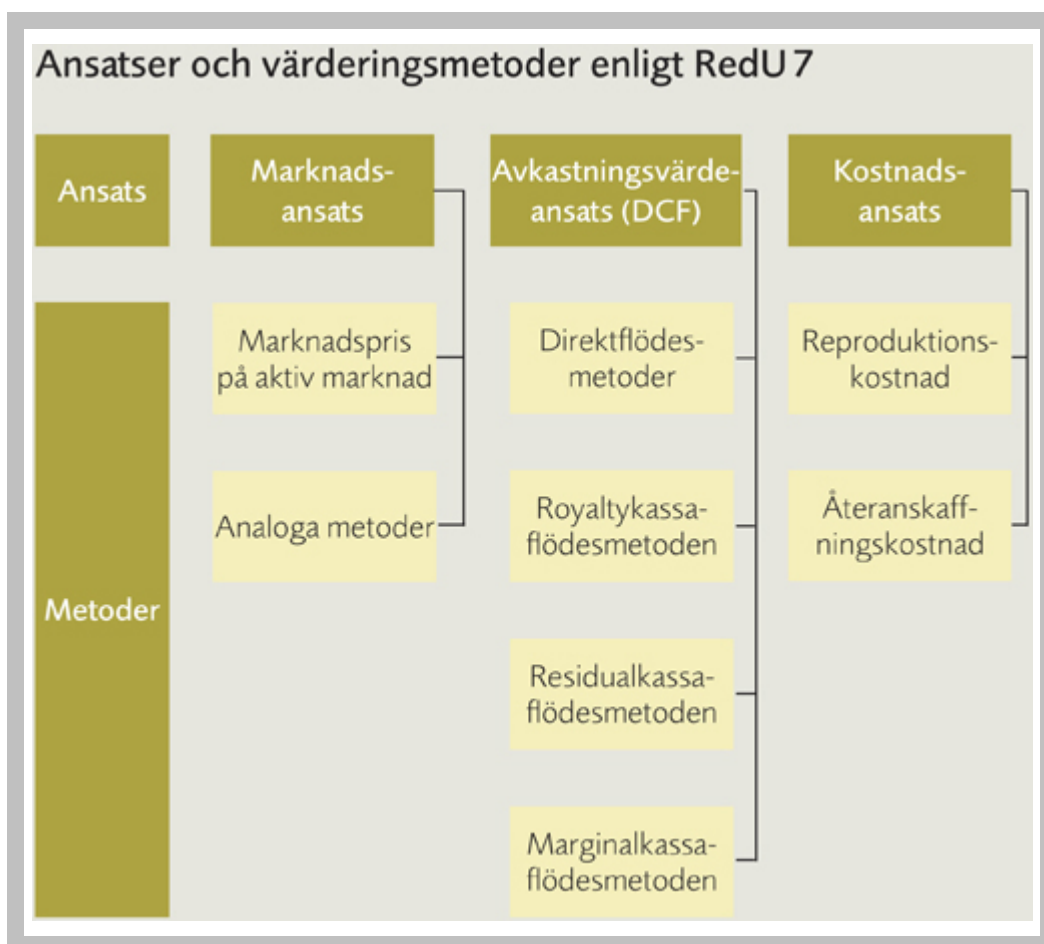 Ansatser och värderingsmetoder enligt RedU 7
Ansats
Marknads-
ansats
Avkastningsvärde-
ansats (DCF)
Kostnads-
ansats
Metoder
Marknadspris
på aktiv marknad
Analoga metoder
Direktflödes-
metoder
Royaltykassa-
flödesmetoden
Residualkassa-
flödesmetoden
Marginalkassa-
flödesmetoden
Reproduktions-
kostnad
Återanskaff-
ningskostnad